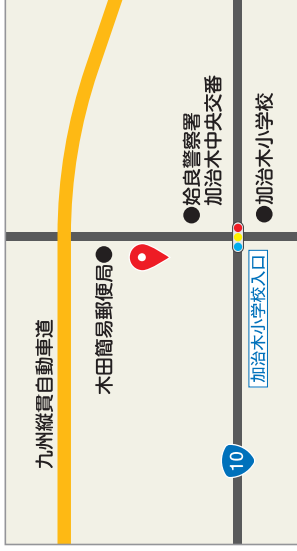 九州縦貫自動車道
木田簡易郵便局
姶良警察署
加治木中央交番
加治木小学校
加治木小学校入口
10